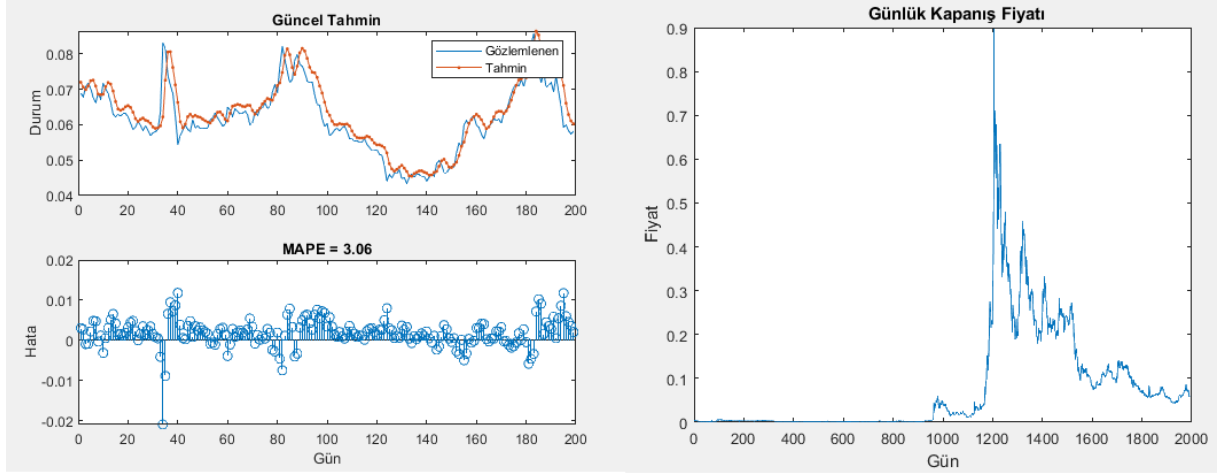 Güncel Tahmin
0.08
0.07
0.06
0.05
0.04
Durum
Gözlemlenen
Tahmin
0 20 40 60 80 100 120 140 160 180 200
MAPE = 3.06
0.02
0.01
0
-0.01
-0.02
Hata
0 20 40 60 80 100 120 140 160 180 200
Gün
Günlük Kapanış Fiyatı
0.9
0.8
0.7
0.6
0.5
0.4
0.3
0.2
0.1
0
Fiyat
0 200 400 600 800 1000 1200 1400 1600 1800 2000
Gün